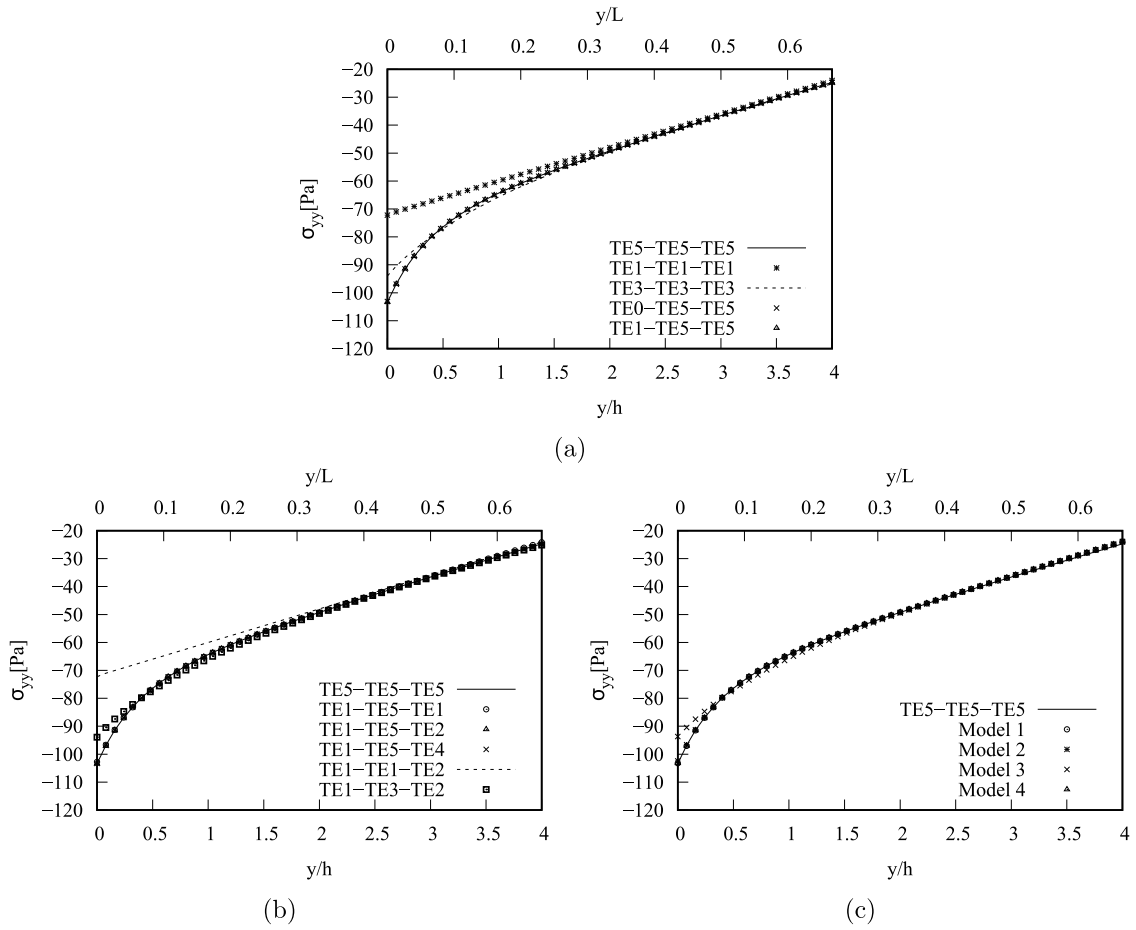 y/L
0 0.1 0.2 0.3 0.4 0.5 0.6
−20
−30
−40
−50
−60
−70
−80
−90
−100
−110
−120
σyy[Pa]
TE5−TE5−TE5
TE1−TE1−TE1
TE3−TE3−TE3
TE0−TE5−TE5
TE1−TE5−TE5
0 0.5 1 1.5 2 2.5 3 3.5 4
y/h
(a)
y/L
0 0.1 0.2 0.3 0.4 0.5 0.6
−20
−30
−40
−50
−60
−70
−80
−90
−100
−110
−120
σyy[Pa]
TE5−TE5−TE5
TE1−TE5−TE1
TE1−TE5−TE2
TE1−TE5−TE4
TE1−TE1−TE2
TE1−TE3−TE2
0 0.5 1 1.5 2 2.5 3 3.5 4
y/h
(b)
y/L
0 0.1 0.2 0.3 0.4 0.5 0.6
−20
−30
−40
−50
−60
−70
−80
−90
−100
−110
−120
σyy[Pa]
TE5−TE5−TE5
Model 1
Model 2
Model 3
Model 4
0 0.5 1 1.5 2 2.5 3 3.5 4
y/h
(c)